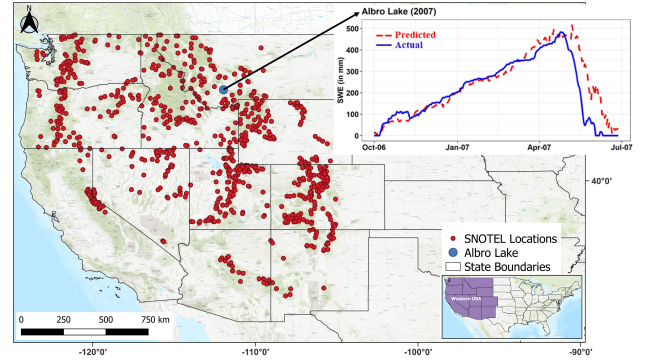 N
Albro Lake (2007)
500
400
300
200
100
0
SWE (in mm)
Predicted
Actual
Oct-06 Jan-07 Apr-07 Jul-07
40°0'
SNOTEL Locations
Albro Lake
State Boundaries
Western USA
0 250 500 750 km
-120°0' -110°0' -100°0' -90°0'